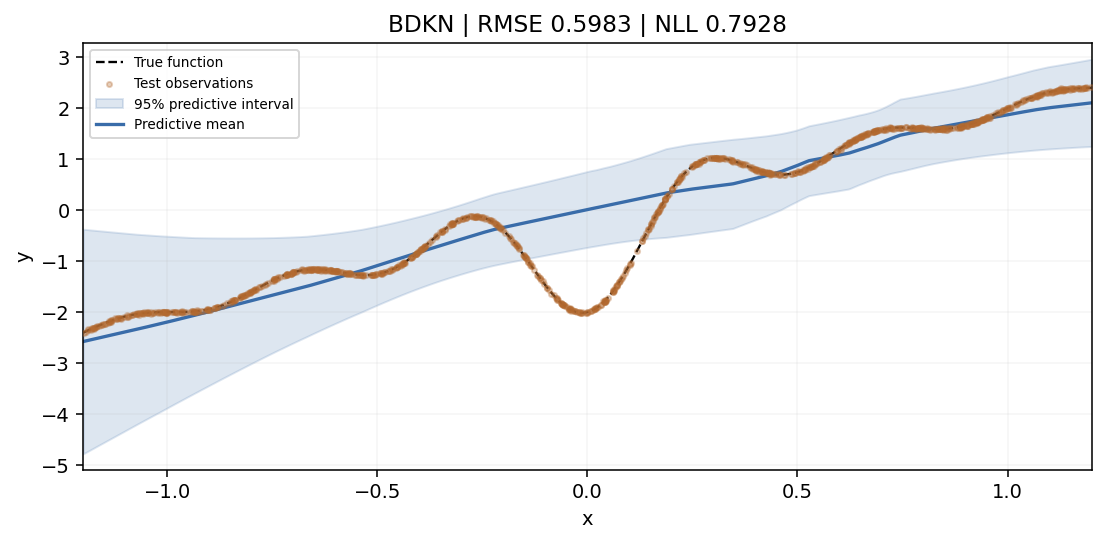 BDKN | RMSE 0.5983 | NLL 0.7928
True function
Test observations
95% predictive interval
Predictive mean
y
3
2
1
0
−1
−2
−3
−4
−5
−1.0 −0.5 0.0 0.5 1.0
x